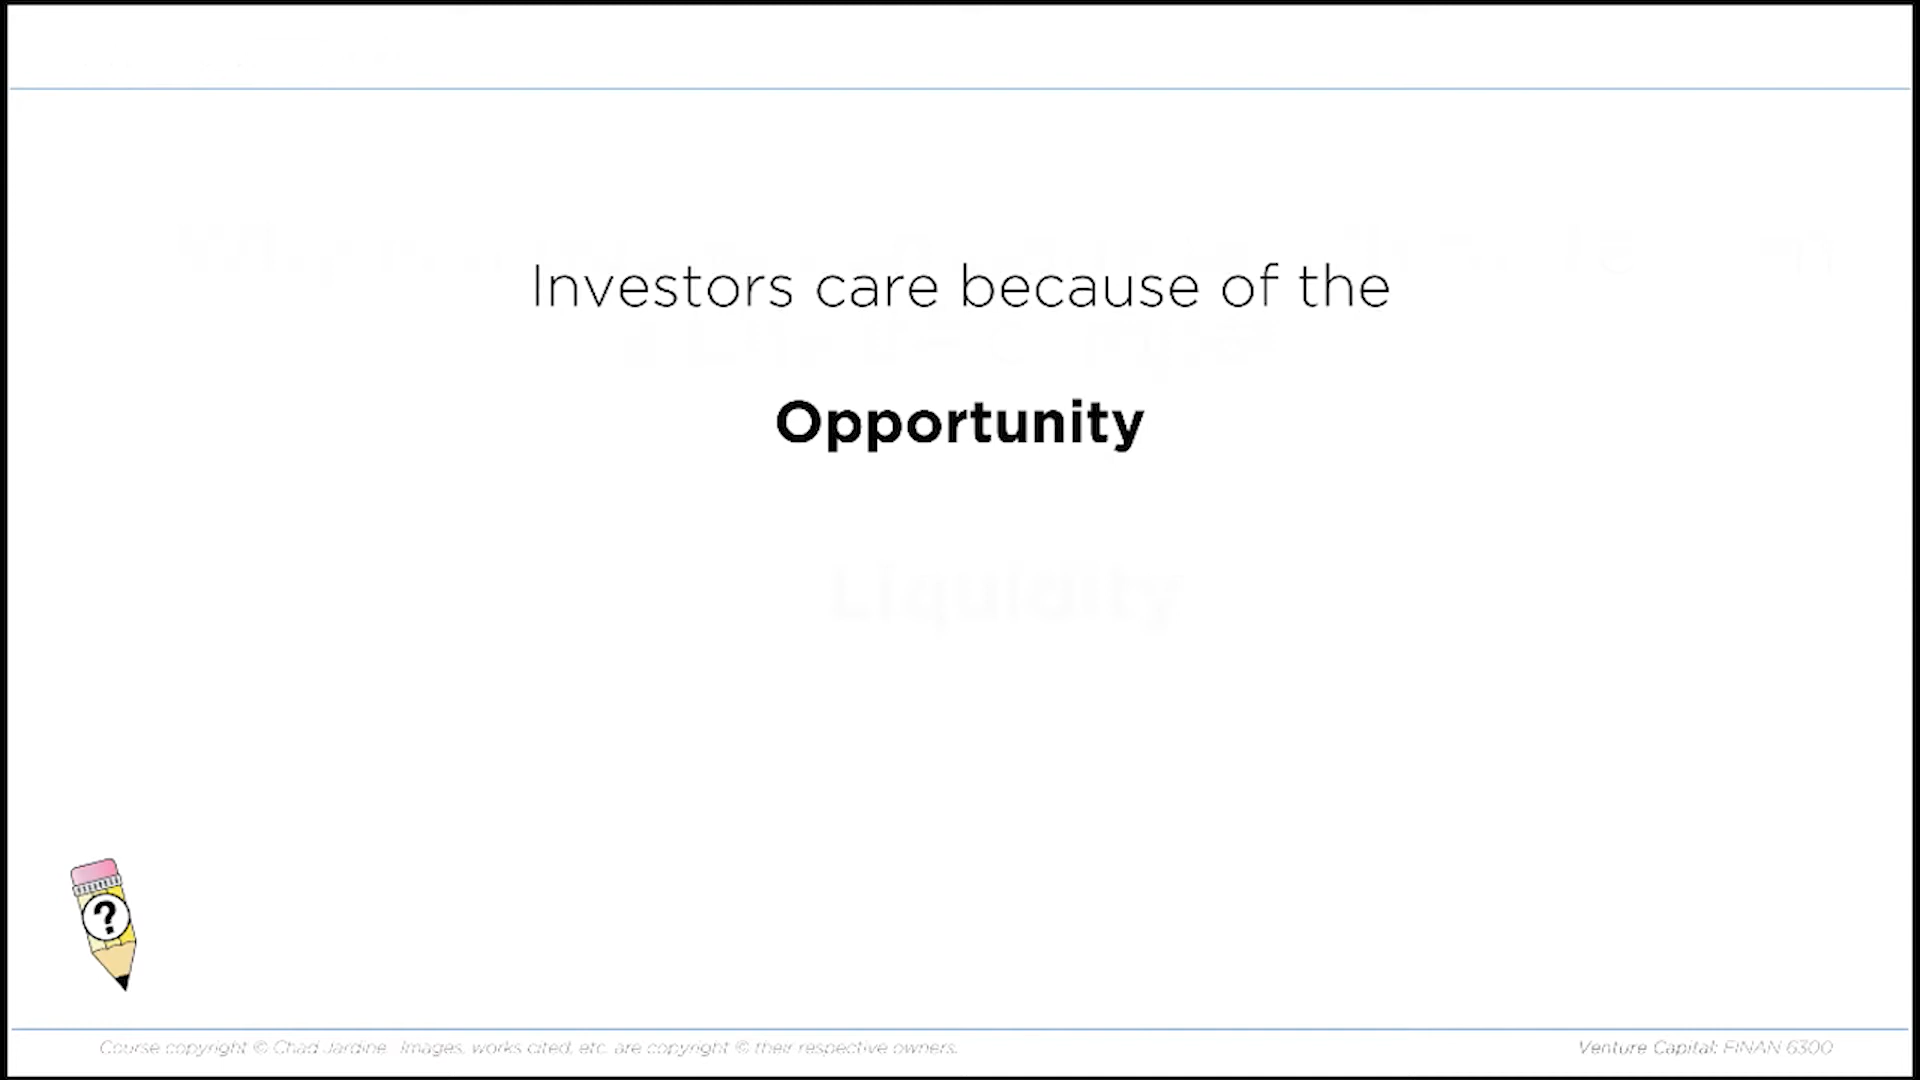 Investors care because of the
Opportunity
Liquidity
?
Course copyright © Chad Jardine. Images, works cited, etc. are copyright © their respective owners.
Venture Capital: FINAN 6300